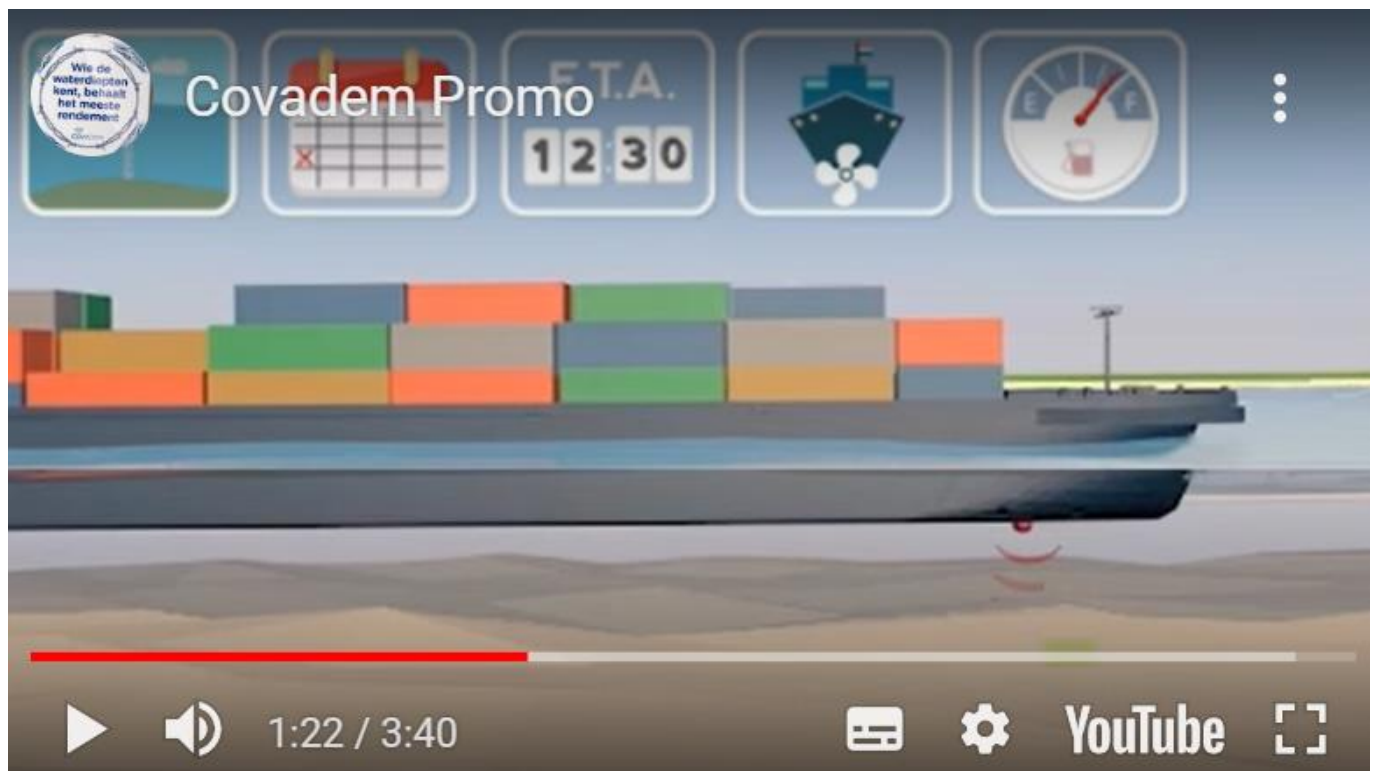 Wie de
waterdiepten
kent, behaalt
het meeste
rendement
Covadem Promo
E.T.A.
12:30
E F
1:22 / 3:40
YouTube